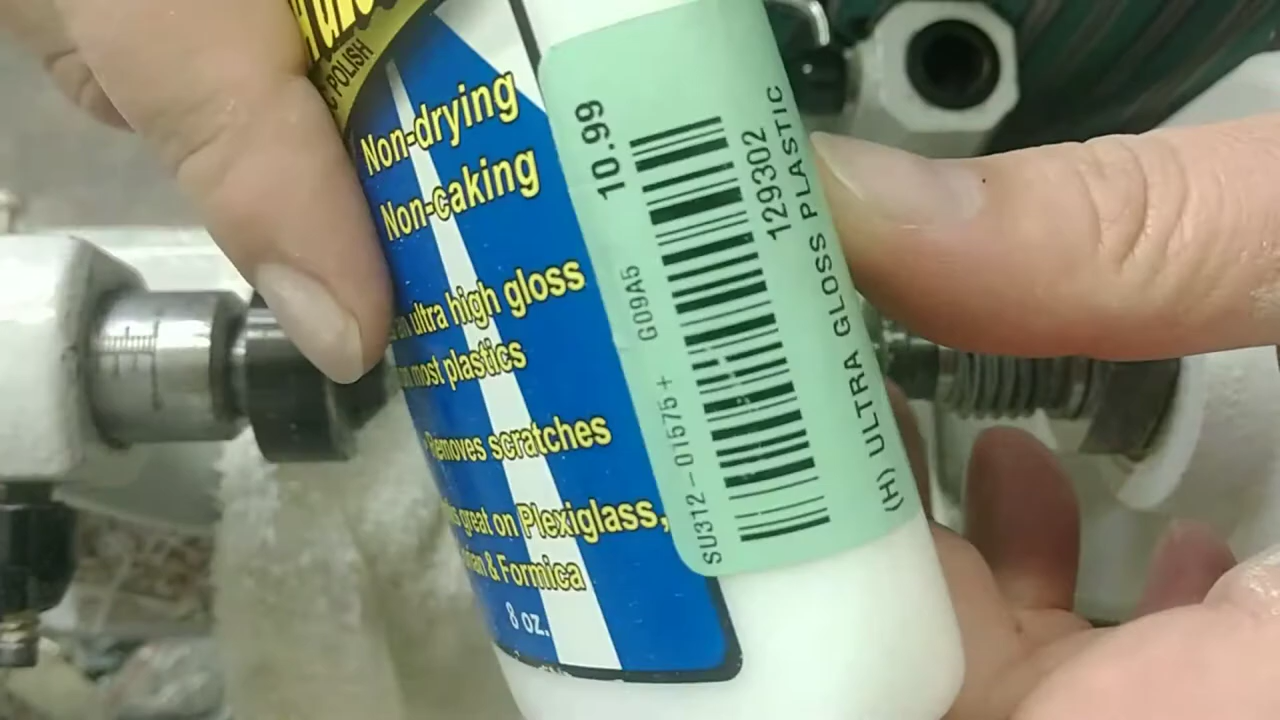 POLISH
Non-drying
Non-caking
ultra high gloss
most plastics
Removes scratches
great on Plexiglass,
& Formica
8 oz.
10.99
129302
(H) ULTRA GLOSS PLASTIC
G09A5
SU312-01575+